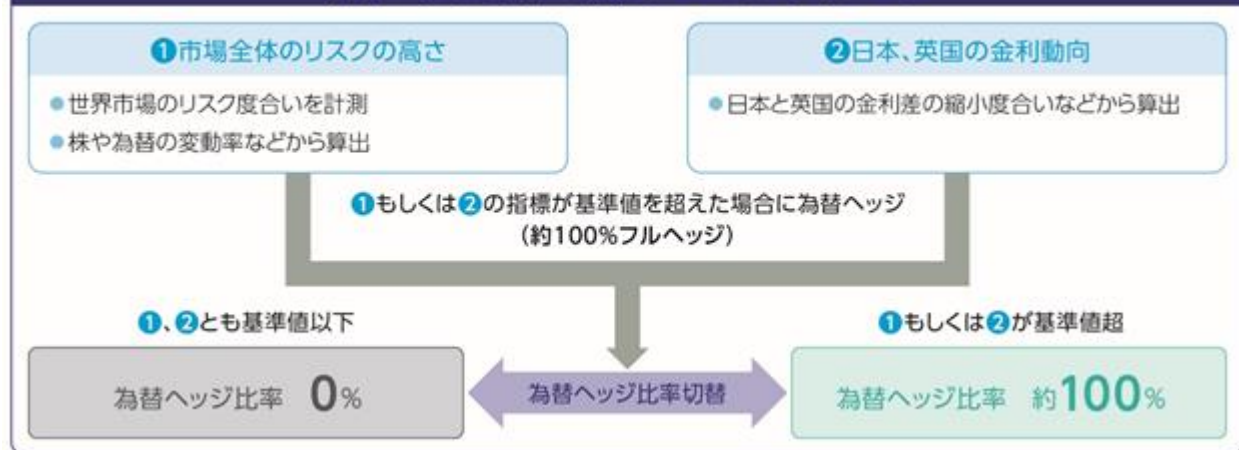 ❶市場全体のリスクの高さ
●世界市場のリスク度合いを計測
●株や為替の変動率などから算出
❷日本、英国の金利動向
●日本と英国の金利差の縮小度合いなどから算出
❶もしくは❷の指標が基準値を超えた場合に為替ヘッジ
（約100％フルヘッジ）
❶、❷とも基準値以下
❶もしくは❷が基準値超
為替ヘッジ比率 0％
為替ヘッジ比率切替
為替ヘッジ比率 約100％